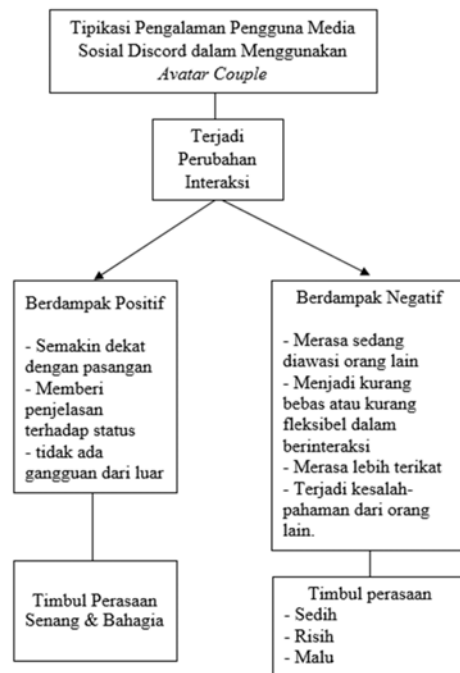 Tipikasi Pengalaman Pengguna Media
Sosial Discord dalam Menggunakan
Avatar Couple
Terjadi
Perubahan
Interaksi
Berdampak Positif
- Semakin dekat
dengan pasangan
- Memberi
penjelasan
terhadap status
- tidak ada
gangguan dari luar
Timbul Perasaan
Senang & Bahagia
Berdampak Negatif
- Merasa sedang
diawasi orang lain
- Menjadi kurang
bebas atau kurang
fleksibel dalam
berinteraksi
- Merasa lebih terikat
- Terjadi kesalah-
pahaman dari orang
lain.
Timbul perasaan
- Sedih
- Risih
- Malu